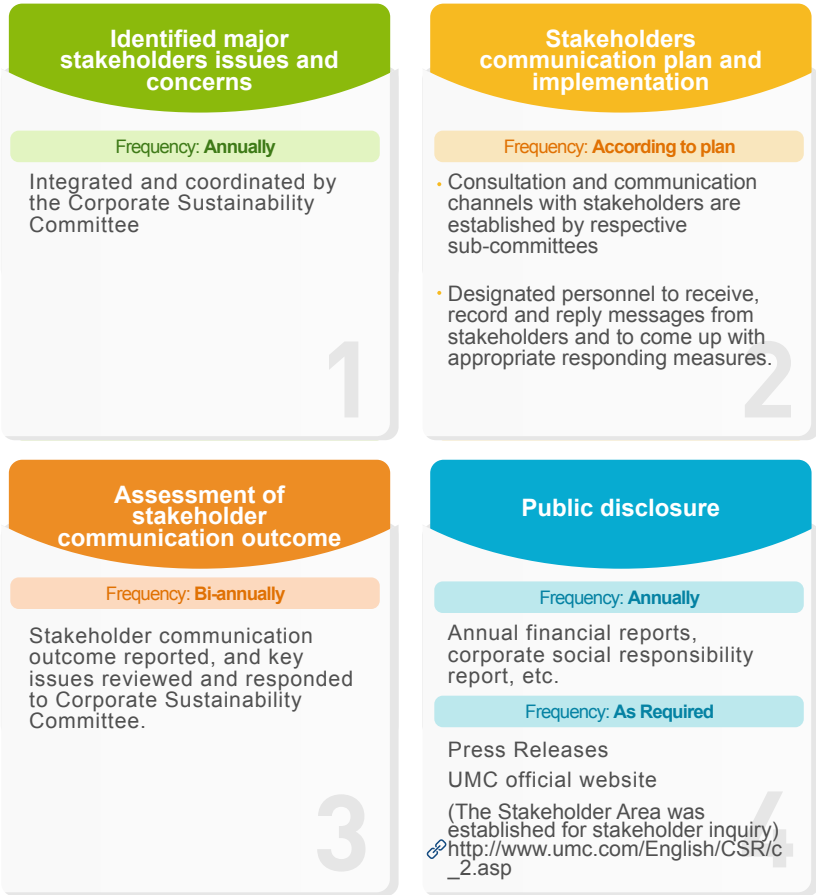 Identified major
stakeholders issues and
concerns
Frequency: Annually
Integrated and coordinated by
the Corporate Sustainability
Committee
1
Stakeholders
communication plan and
implementation
Frequency: According to plan
• Consultation and communication
channels with stakeholders are
established by respective
sub-committees
• Designated personnel to receive,
record and reply messages from
stakeholders and to come up with
appropriate responding measures.
2
Assessment of
stakeholder
communication outcome
Frequency: Bi-annually
Stakeholder communication
outcome reported, and key
issues reviewed and responded
to Corporate Sustainability
Committee.
3
Public disclosure
Frequency: Annually
Annual financial reports,
corporate social responsibility
report, etc.
Frequency: As Required
Press Releases
UMC official website
(The Stakeholder Area was
established for stakeholder inquiry)
http://www.umc.com/English/CSR/c
_2.asp
4